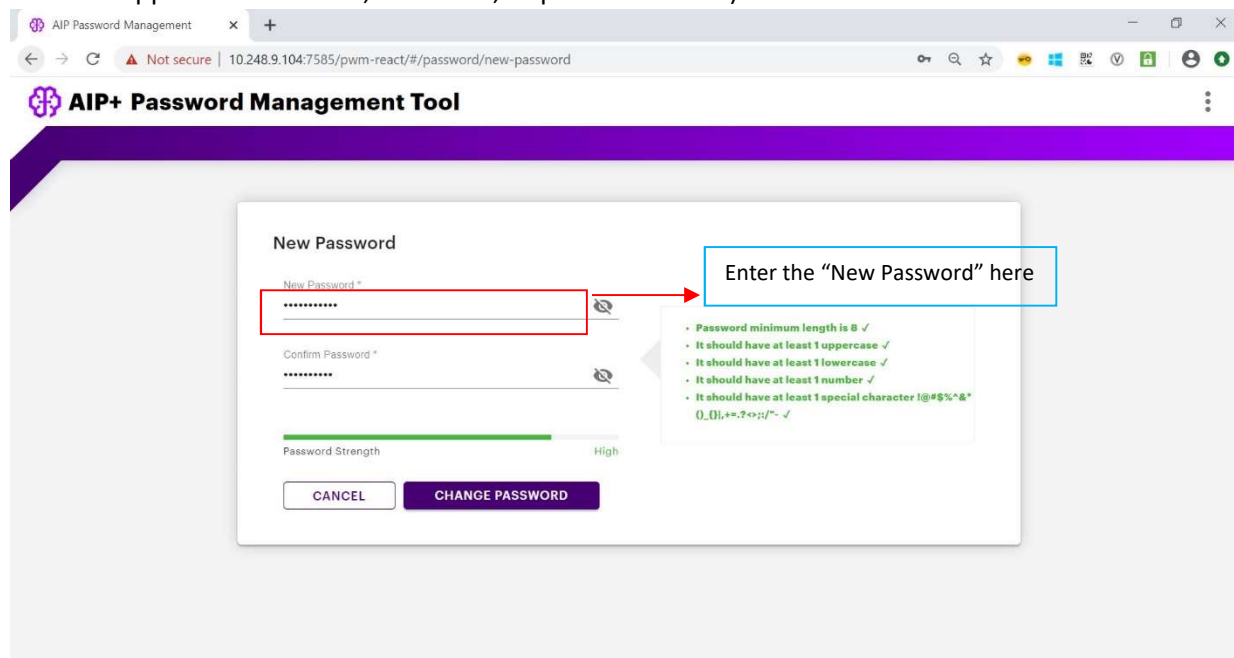 AIP Password Management
Not secure | 10.248.9.104:7585/pwm-react/#/password/new-password
AIP+ Password Management Tool
New Password
Enter the “New Password” here
New Password *
•••••••••••
• Password minimum length is 8 ✓
• It should have at least 1 uppercase ✓
Confirm Password *
• It should have at least 1 lowercase ✓
••••••••••
• It should have at least 1 number ✓
• It should have at least 1 special character !@#$%^&*
()_{}|,+=.?<>;:/"- ✓
Password Strength
High
CANCEL
CHANGE PASSWORD